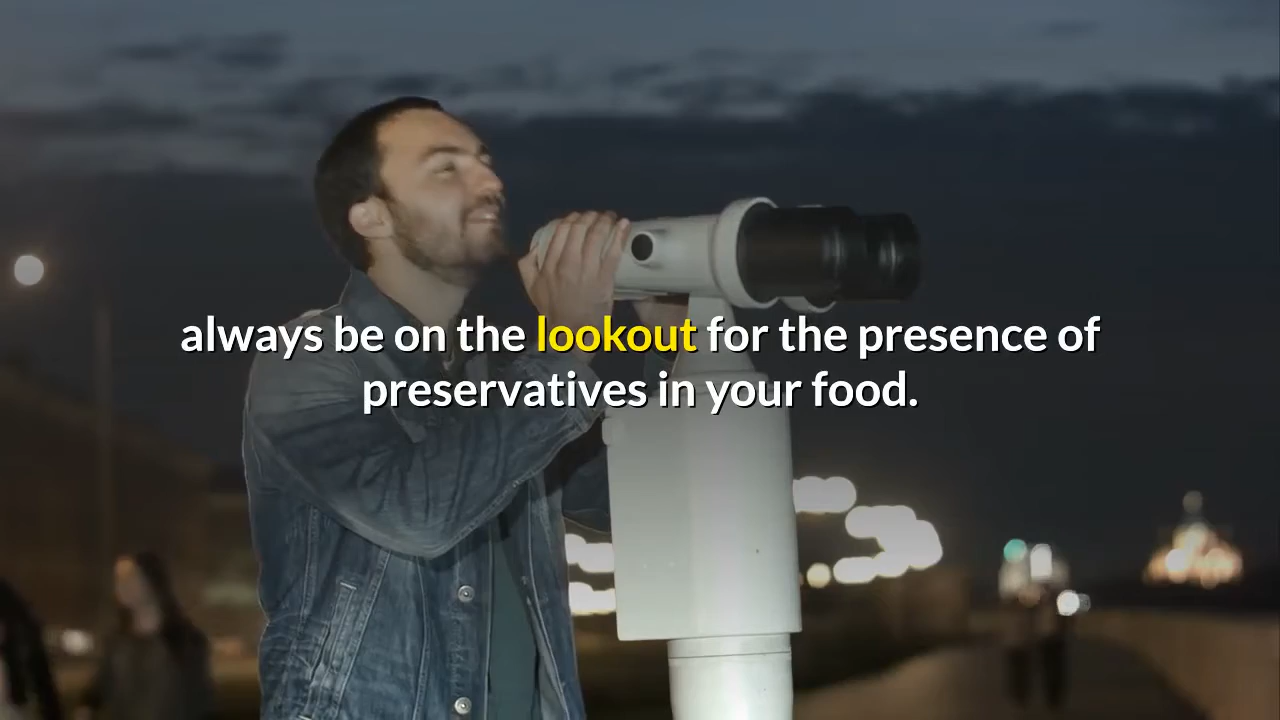 always be on the lookout for the presence of
preservatives in your food.